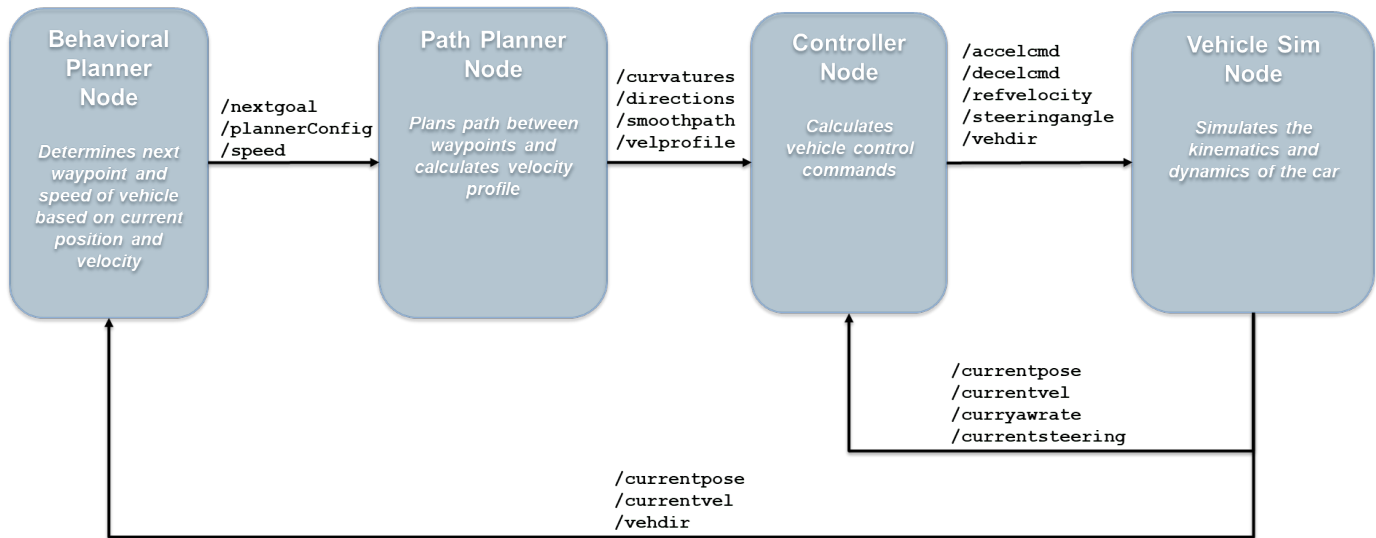 Behavioral
Planner
Node
Determines next
waypoint and
speed of vehicle
based on current
position and
velocity
/nextgoal
/plannerConfig
/speed
Path Planner
Node
Plans path between
waypoints and
calculates velocity
profile
/curvatures
/directions
/smoothpath
/velprofile
Controller
Node
Calculates
vehicle control
commands
/accelcmd
/decelcmd
/refvelocity
/steeringangle
/vehdir
Vehicle Sim
Node
Simulates the
kinematics and
dynamics of the car
/currentpose
/currentvel
/curryawrate
/currentsteering
/currentpose
/currentvel
/vehdir